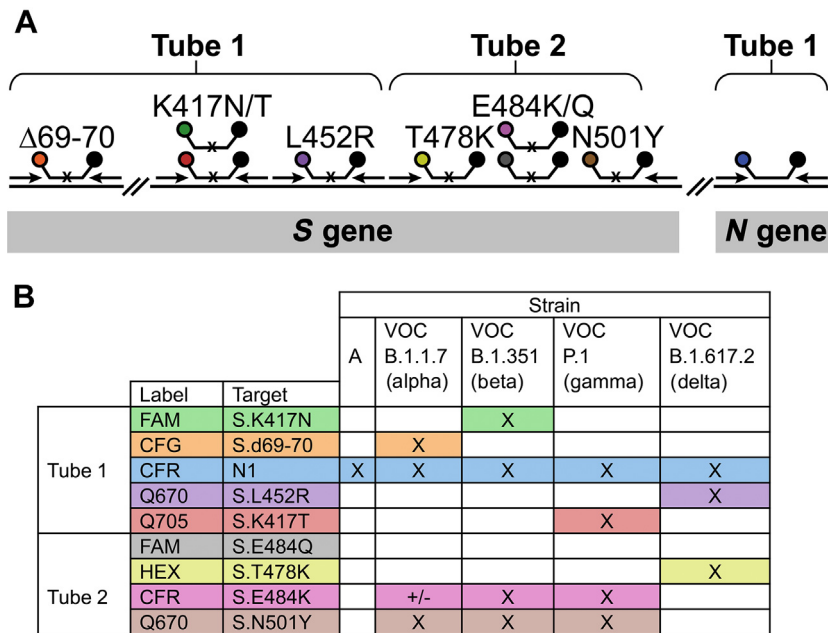 A
Tube 1 Tube 2 Tube 1
K417N/T E484K/Q
Δ69-70 L452R T478K N501Y
x x x x x x x x
S gene N gene
B
Strain
A VOC B.1.1.7 (alpha) VOC B.1.351 (beta) VOC P.1 (gamma) VOC B.1.617.2 (delta)
Label Target
Tube 1
FAM S.K417N X
CFG S.d69-70 X
CFR N1 X X X X X
Q670 S.L452R X
Q705 S.K417T X
Tube 2
FAM S.E484Q
HEX S.T478K X
CFR S.E484K +/- X X
Q670 S.N501Y X X X